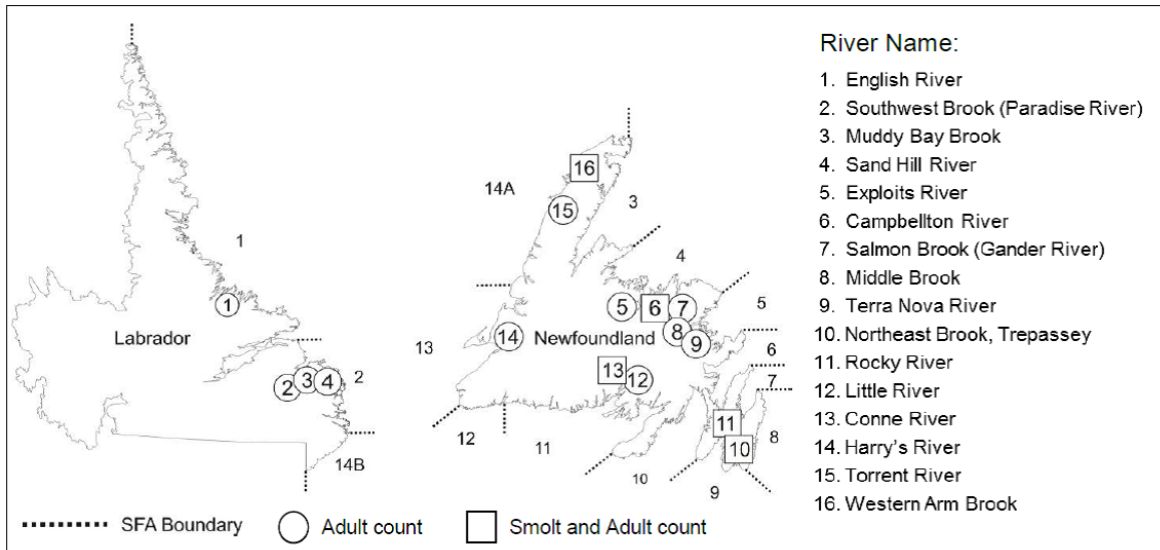 River Name:
1. English River
2. Southwest Brook (Paradise River)
3. Muddy Bay Brook
4. Sand Hill River
5. Exploits River
6. Campbellton River
7. Salmon Brook (Gander River)
8. Middle Brook
9. Terra Nova River
10. Northeast Brook, Trepassey
11. Rocky River
12. Little River
13. Conne River
14. Harry's River
15. Torrent River
16. Western Arm Brook
1
1
Labrador
2 3 4
2
14B
16
14A
15
3
4
5 6 7
5
8
14 Newfoundland
9
13
6
13 12
7
11
8
12
11
10
10
9
SFA Boundary
Adult count
Smolt and Adult count